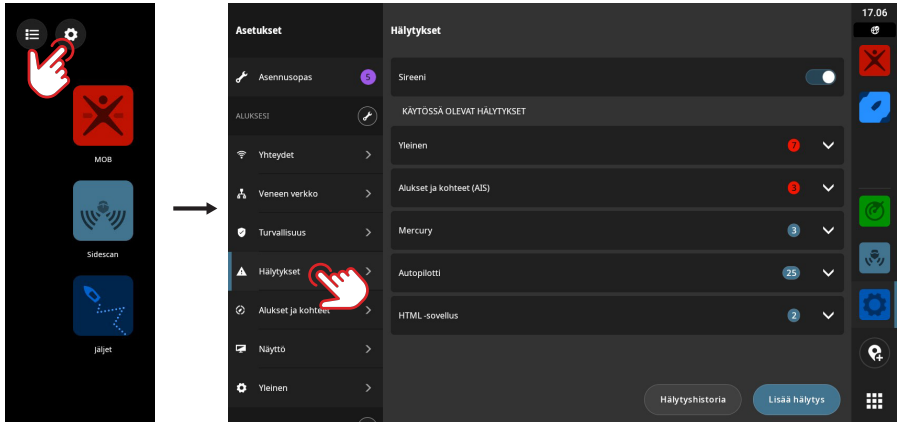 MOB
Sidescan
Jäljet
Asetukset
Asennusopas
5
ALUKSESI
Yhteydet
Veneen verkko
Turvallisuus
Hälytykset
Alukset ja kohteet
Näyttö
Yleinen
Hälytykset
Sireeni
KÄYTÖSSÄ OLEVAT HÄLYTYKSET
Yleinen
7
Alukset ja kohteet (AIS)
3
Mercury
3
Autopilotti
25
HTML -sovellus
2
Hälytyshistoria
Lisää hälytys
17.06